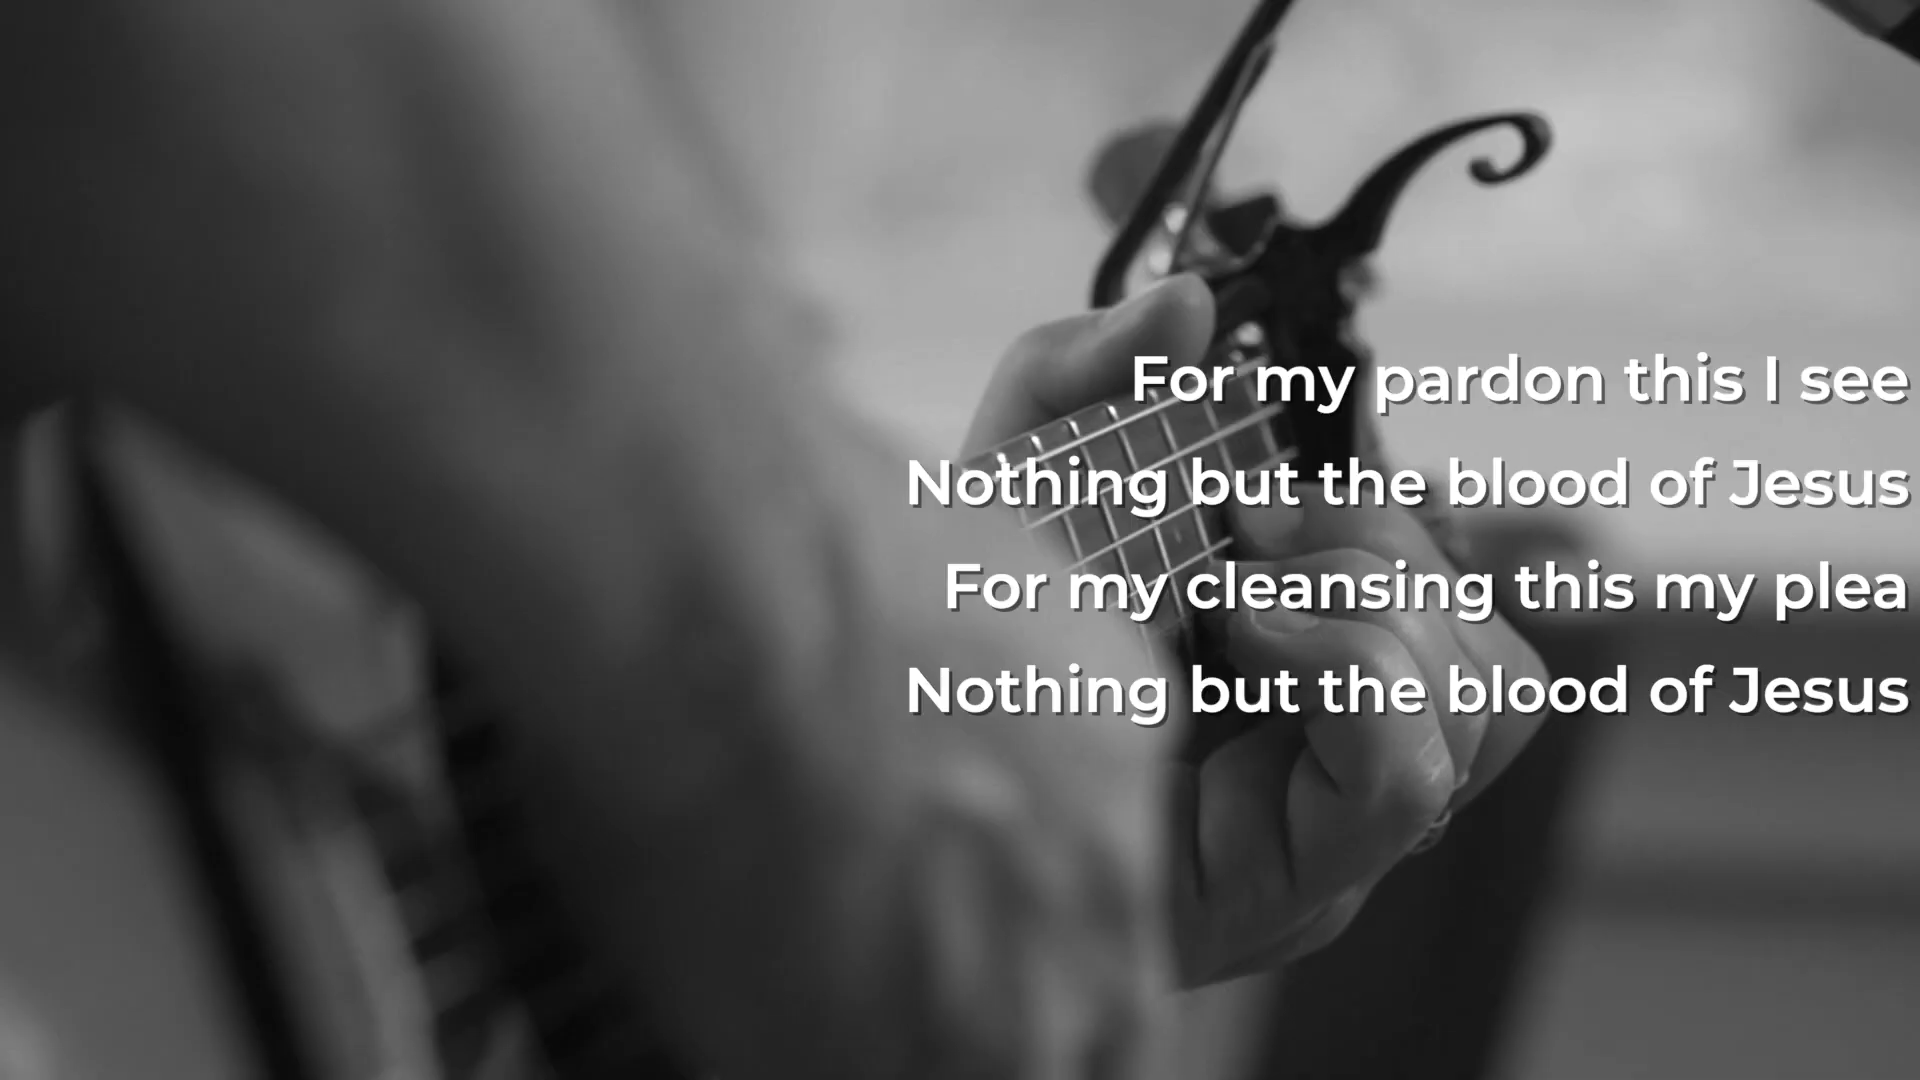 For my pardon this I see
Nothing but the blood of Jesus
For my cleansing this my plea
Nothing but the blood of Jesus